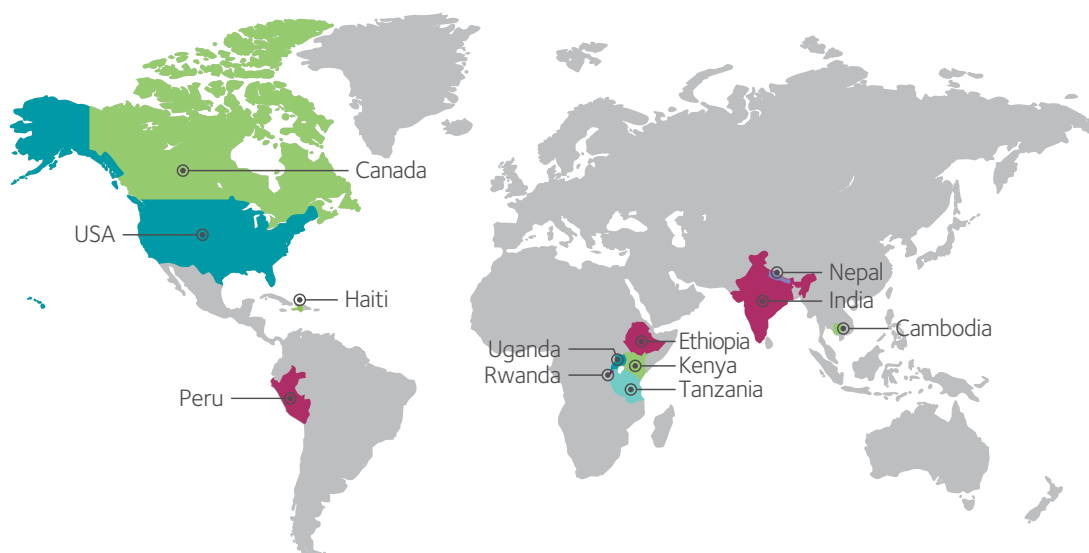 Canada
USA
Haiti
Nepal
India
Cambodia
Ethiopia
Uganda
Kenya
Rwanda
Tanzania
Peru